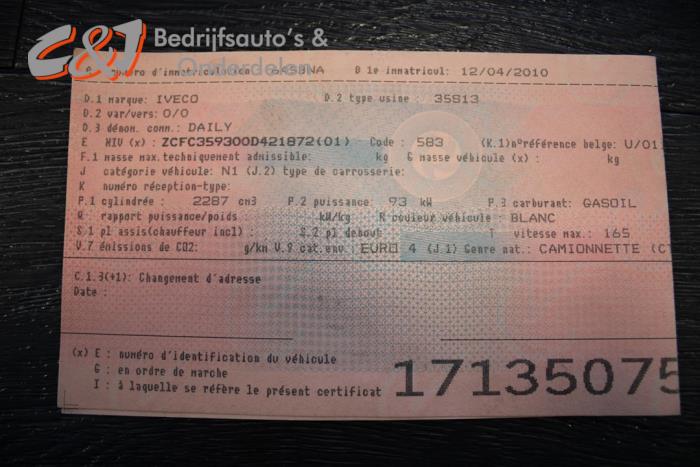 C&J Bedrijfsauto's &
Onderdelen
numéro d'immatriculation B 1e immatricul: 12/04/2010
D.1 marque: IVECO D.2 type usine: 35S13
D.2 var/vers: 0/0
D.3 dénom. comm.: DAILY
E NIV (x): ZCFC359300D421872(01) Code : 583 (K.1)n°référence belge: U/01
F.1 masse max.techniquement admissible: kg G masse véhicule (x) : kg
J catégorie véhicule: N1 (J.2) type de carrosserie:
K numéro réception-type:
P.1 cylindrée : 2287 cm3 P.2 puissance: 93 kW P.3 carburant: GASOIL
Q rapport puissance/poids kW/kg R couleur véhicule : BLANC
S.1 pl assis(chauffeur incl) : S.2 pl debout T vitesse max.: 165
V.7 émissions de CO2: g/km V.9 cat.env.: EURO 4 (J.1) Genre nat.: CAMIONNETTE (CT
C.1.3(+1): Changement d'adresse
Date :
(x) E : numéro d'identification du véhicule
G : en ordre de marche
I : à laquelle se réfère le présent certificat 17135075